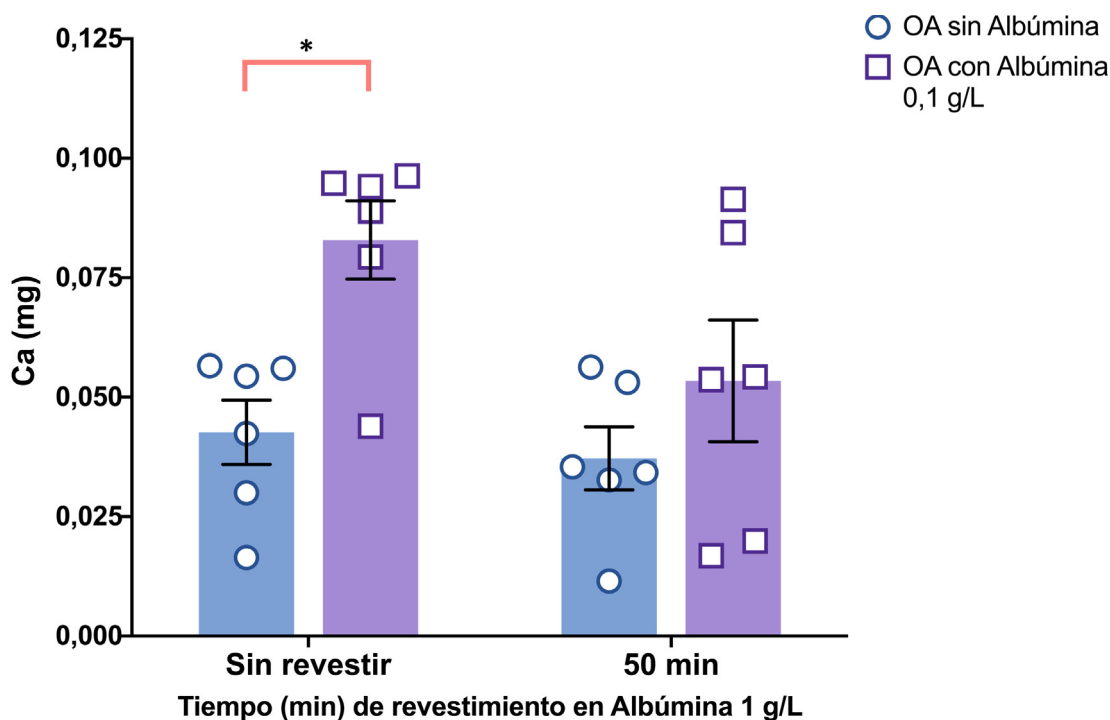 OA sin Albúmina
OA con Albúmina
0,1 g/L
*
0,125
0,100
0,075
0,050
0,025
0,000
Ca (mg)
Sin revestir
50 min
Tiempo (min) de revestimiento en Albúmina 1 g/L